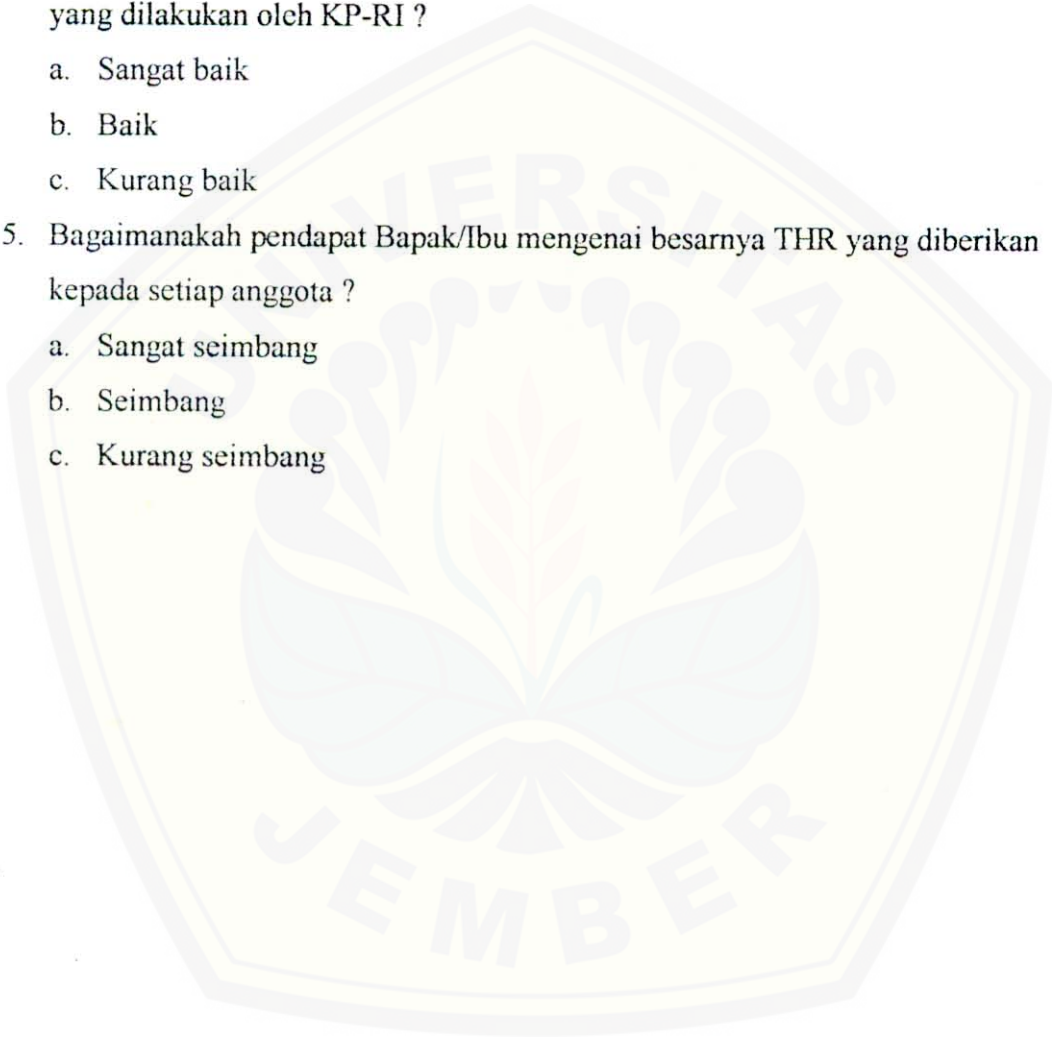 yang dilakukan oleh KP-RI ?
a. Sangat baik
b. Baik
c. Kurang baik
5. Bagaimanakah pendapat Bapak/Ibu mengenai besarnya THR yang diberikan
kepada setiap anggota ?
a. Sangat seimbang
b. Seimbang
c. Kurang seimbang
UNIVERSITAS
JEMBER